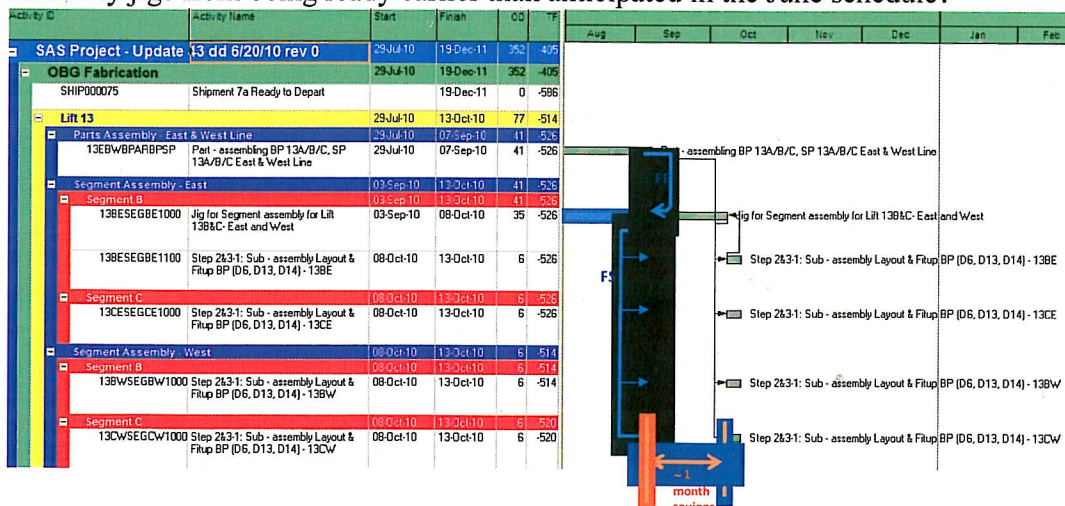 assembly jigs from being ready earlier than anticipated in the June schedule?
Activity ID Activity Name Start Finish OD TF
Aug Sep Oct Nov Dec Jan Feb
SAS Project - Update 13 dd 6/20/10 rev 0 29-Jul-10 19-Dec-11 352 -405
OBG Fabrication 29-Jul-10 19-Dec-11 352 -405
SHIP000075 Shipment 7a Ready to Depart 19-Dec-11 0 -586
Lift 13 29-Jul-10 13-Oct-10 77 -514
Parts Assembly - East & West Line 29-Jul-10 07-Sep-10 41 -526
13EBWBPARBPSP Part - assembling BP 13A/B/C, SP 29-Jul-10 07-Sep-10 41 -526 - assembling BP 13A/B/C, SP 13A/B/C East & West Line
13A/B/C East & West Line
FF
Segment Assembly - East 03-Sep-10 13-Oct-10 41 -526
Segment B 03-Sep-10 13-Oct-10 41 -526
13BESEGBE1000 Jig for Segment assembly for Lift 03-Sep-10 08-Oct-10 35 -526 Jig for Segment assembly for Lift 13B&C- East and West
13B&C- East and West
13BESEGBE1100 Step 2&3-1: Sub - assembly Layout & 08-Oct-10 13-Oct-10 6 -526 Step 2&3-1: Sub - assembly Layout & Fitup BP (D6, D13, D14) - 13BE
Fitup BP (D6, D13, D14) - 13BE
FS
Segment C 08-Oct-10 13-Oct-10 6 -526
13CESEGCE1000 Step 2&3-1: Sub - assembly Layout & 08-Oct-10 13-Oct-10 6 -526 Step 2&3-1: Sub - assembly Layout & Fitup BP (D6, D13, D14) - 13CE
Fitup BP (D6, D13, D14) - 13CE
Segment Assembly - West 08-Oct-10 13-Oct-10 6 -514
Segment B 08-Oct-10 13-Oct-10 6 -514
13BWSEGBW1000 Step 2&3-1: Sub - assembly Layout & 08-Oct-10 13-Oct-10 6 -514 Step 2&3-1: Sub - assembly Layout & Fitup BP (D6, D13, D14) - 13BW
Fitup BP (D6, D13, D14) - 13BW
Segment C 08-Oct-10 13-Oct-10 6 -520
13CWSEGCW1000 Step 2&3-1: Sub - assembly Layout & 08-Oct-10 13-Oct-10 6 -520 Step 2&3-1: Sub - assembly Layout & Fitup BP (D6, D13, D14) - 13CW
Fitup BP (D6, D13, D14) - 13CW
~1
month
savings